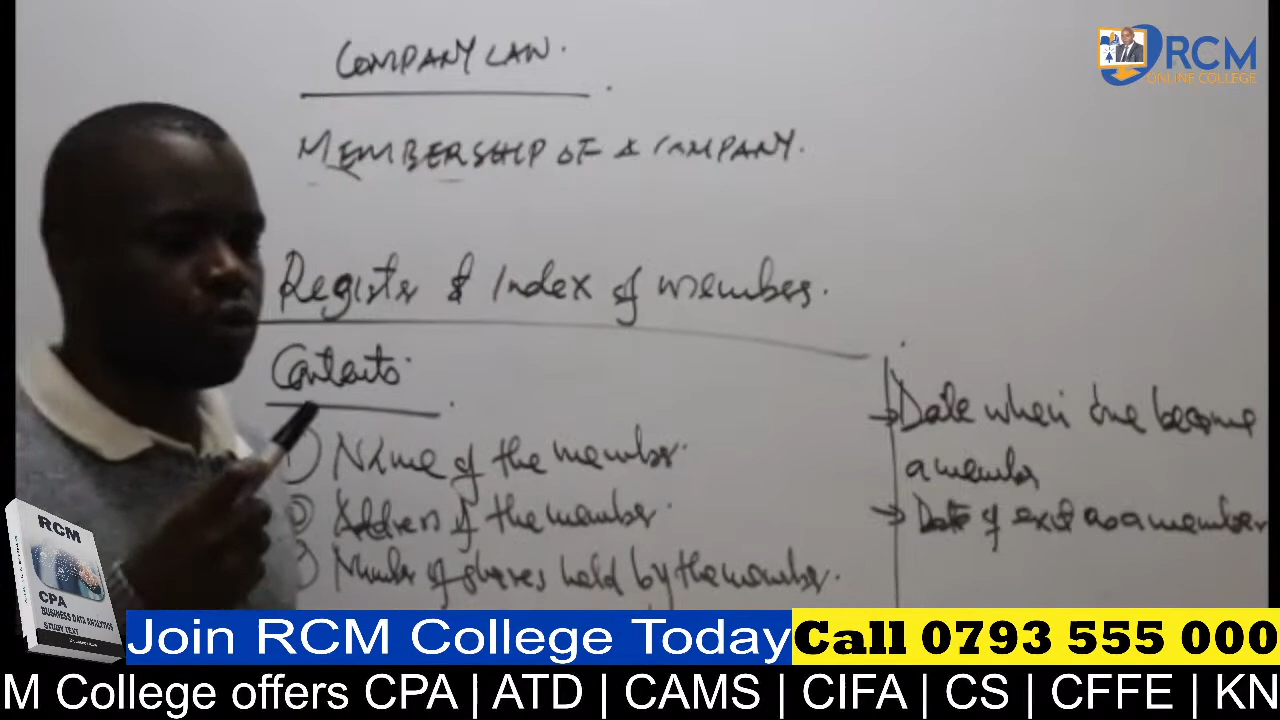 COMPANY LAW.
RCM
ONLINE COLLEGE
MEMBERSHIP OF A COMPANY.
Register & Index of members.
Contents
1) Name of the member.
2) Address of the member.
3) Number of shares held by the member.
→ Date when one become
a member
→ Date of exit as a member
RCM
CPA
BUSINESS DATA ANALYTICS
STUDY TEXT
Join RCM College Today
Call 0793 555 000
M College offers CPA | ATD | CAMS | CIFA | CS | CFFE | KN